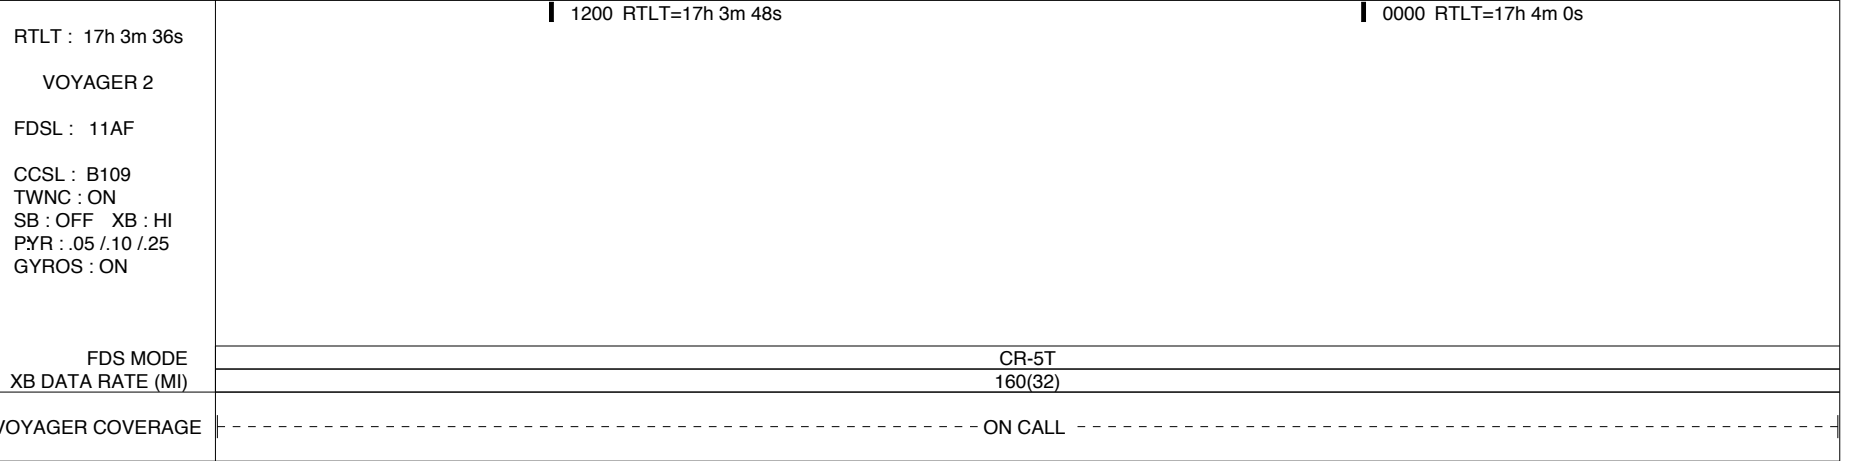 1200 RTLT=17h 3m 48s
0000 RTLT=17h 4m 0s
RTLT : 17h 3m 36s
VOYAGER 2
FDSL : 11AF
CCSL : B109
TWNC : ON
SB : OFF XB : HI
P:YR : .05 /.10 /.25
GYROS : ON
FDS MODE
CR-5T
XB DATA RATE (MI)
160(32)
VOYAGER COVERAGE
ON CALL